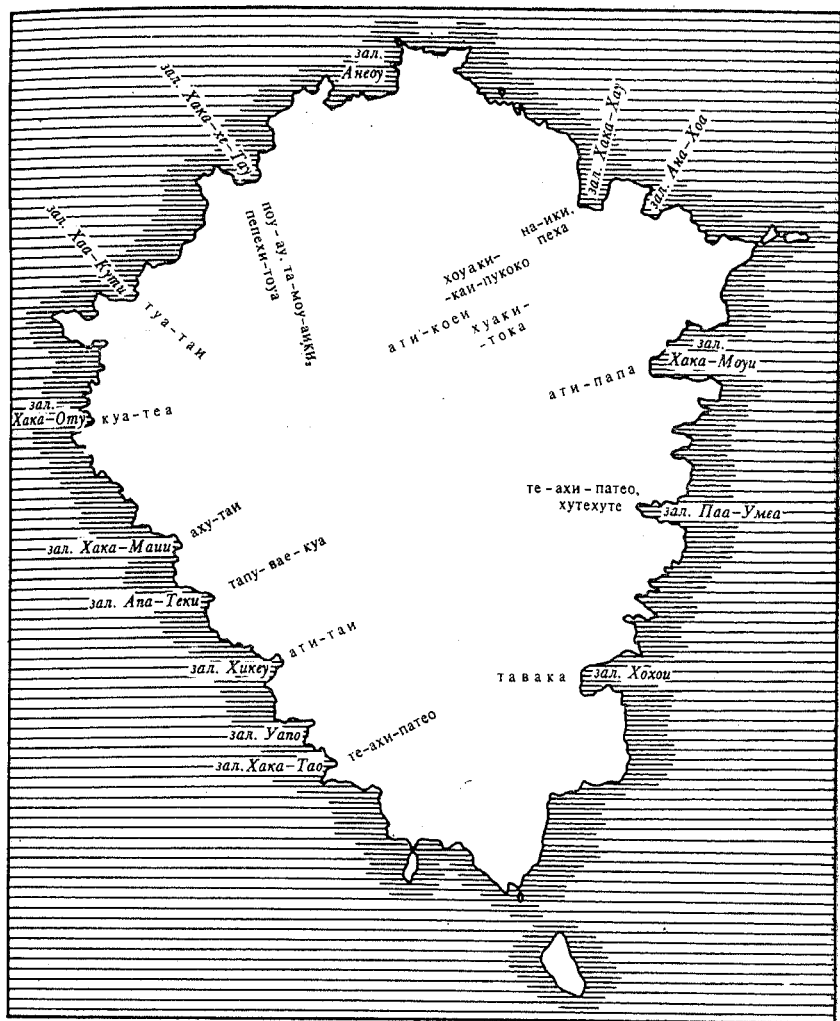 зал.
Анеоу
зал. Хака-хе-Тау
зал. Хака-Хау
зал. Ана-Хоа
зал. Хаа-Кути
поу-ау, та-моу-аики,
пепехи-тоуа
на-ики,
пеха
хоуаки-
-каи-пукоко
ати-коеи
хуаки-
-тока
туа-таи
зал.
Хака-Моуи
ати-папа
зал.
Хака-Оту
куа-теа
те-ахи-патео,
хутехуте
зал. Паа-Умеа
аху-таи
зал. Хака-Маии
тапу-вае-куа
зал. Апа-Теки
ати-таи
зал. Хикеу
тавака
зал. Хохои
зал. Уапо
те-ахи-патео
зал. Хака-Тао